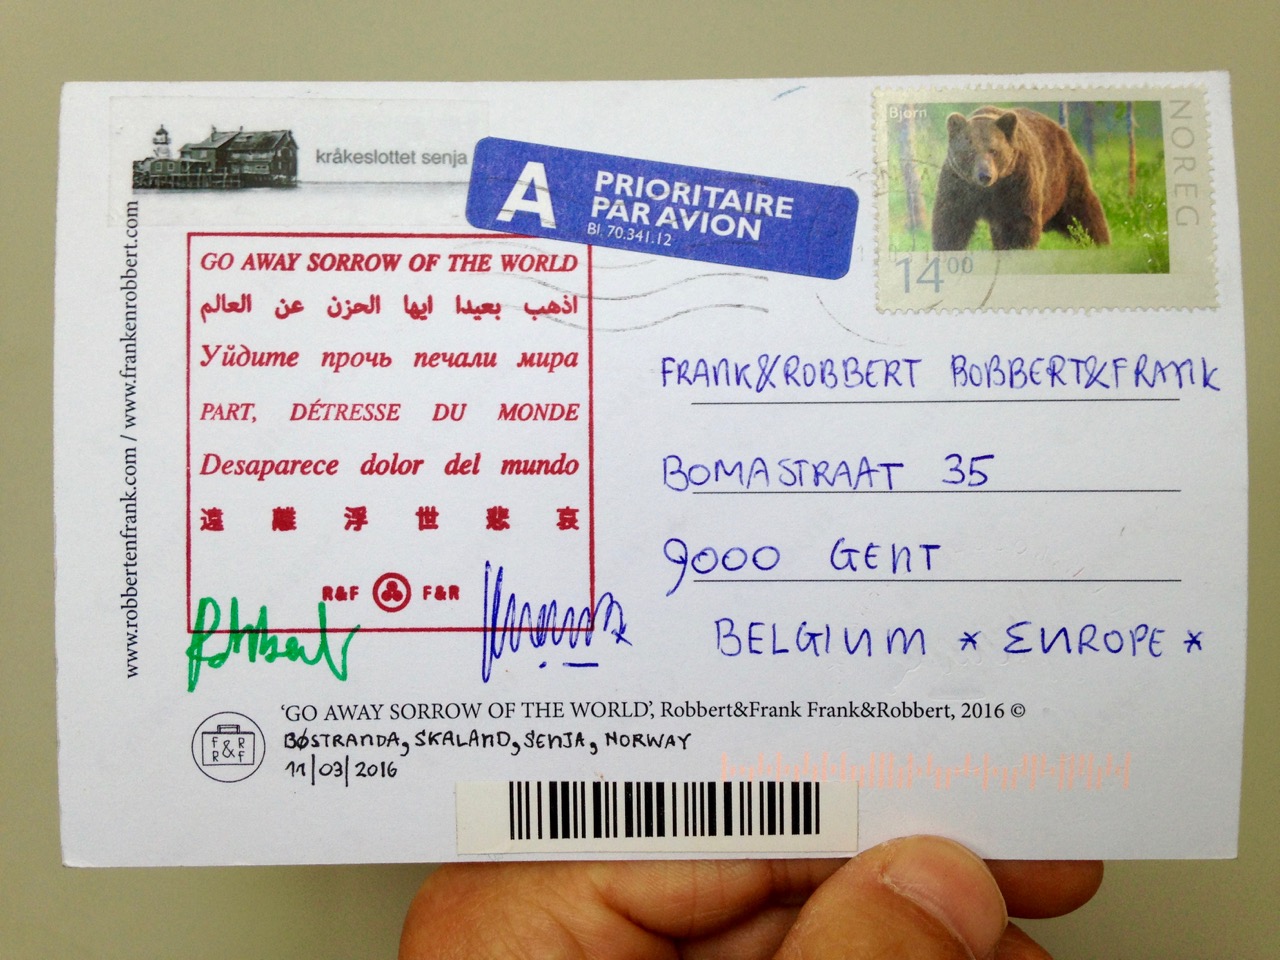 kråkeslottet senja
A PRIORITAIRE
PAR AVION
Bl. 70.341.12
Bjørn
NOREG
14 00
www.robbertenfrank.com / www.frankenrobbert.com
GO AWAY SORROW OF THE WORLD
اذهب بعيدا ايها الحزن عن العالم
Уйдите прочь печали мира
PART, DÉTRESSE DU MONDE
Desaparece dolor del mundo
遠離浮世悲哀
R&F F&R
Robbert
FRANK&ROBBERT BOBBERT&FRANK
BOMASTRAAT 35
9000 GENT
BELGIUM * EUROPE *
F&R
R&F
'GO AWAY SORROW OF THE WORLD', Robbert&Frank Frank&Robbert, 2016 ©
BØSTRANDA, SKALAND, SENJA, NORWAY
11/03/2016